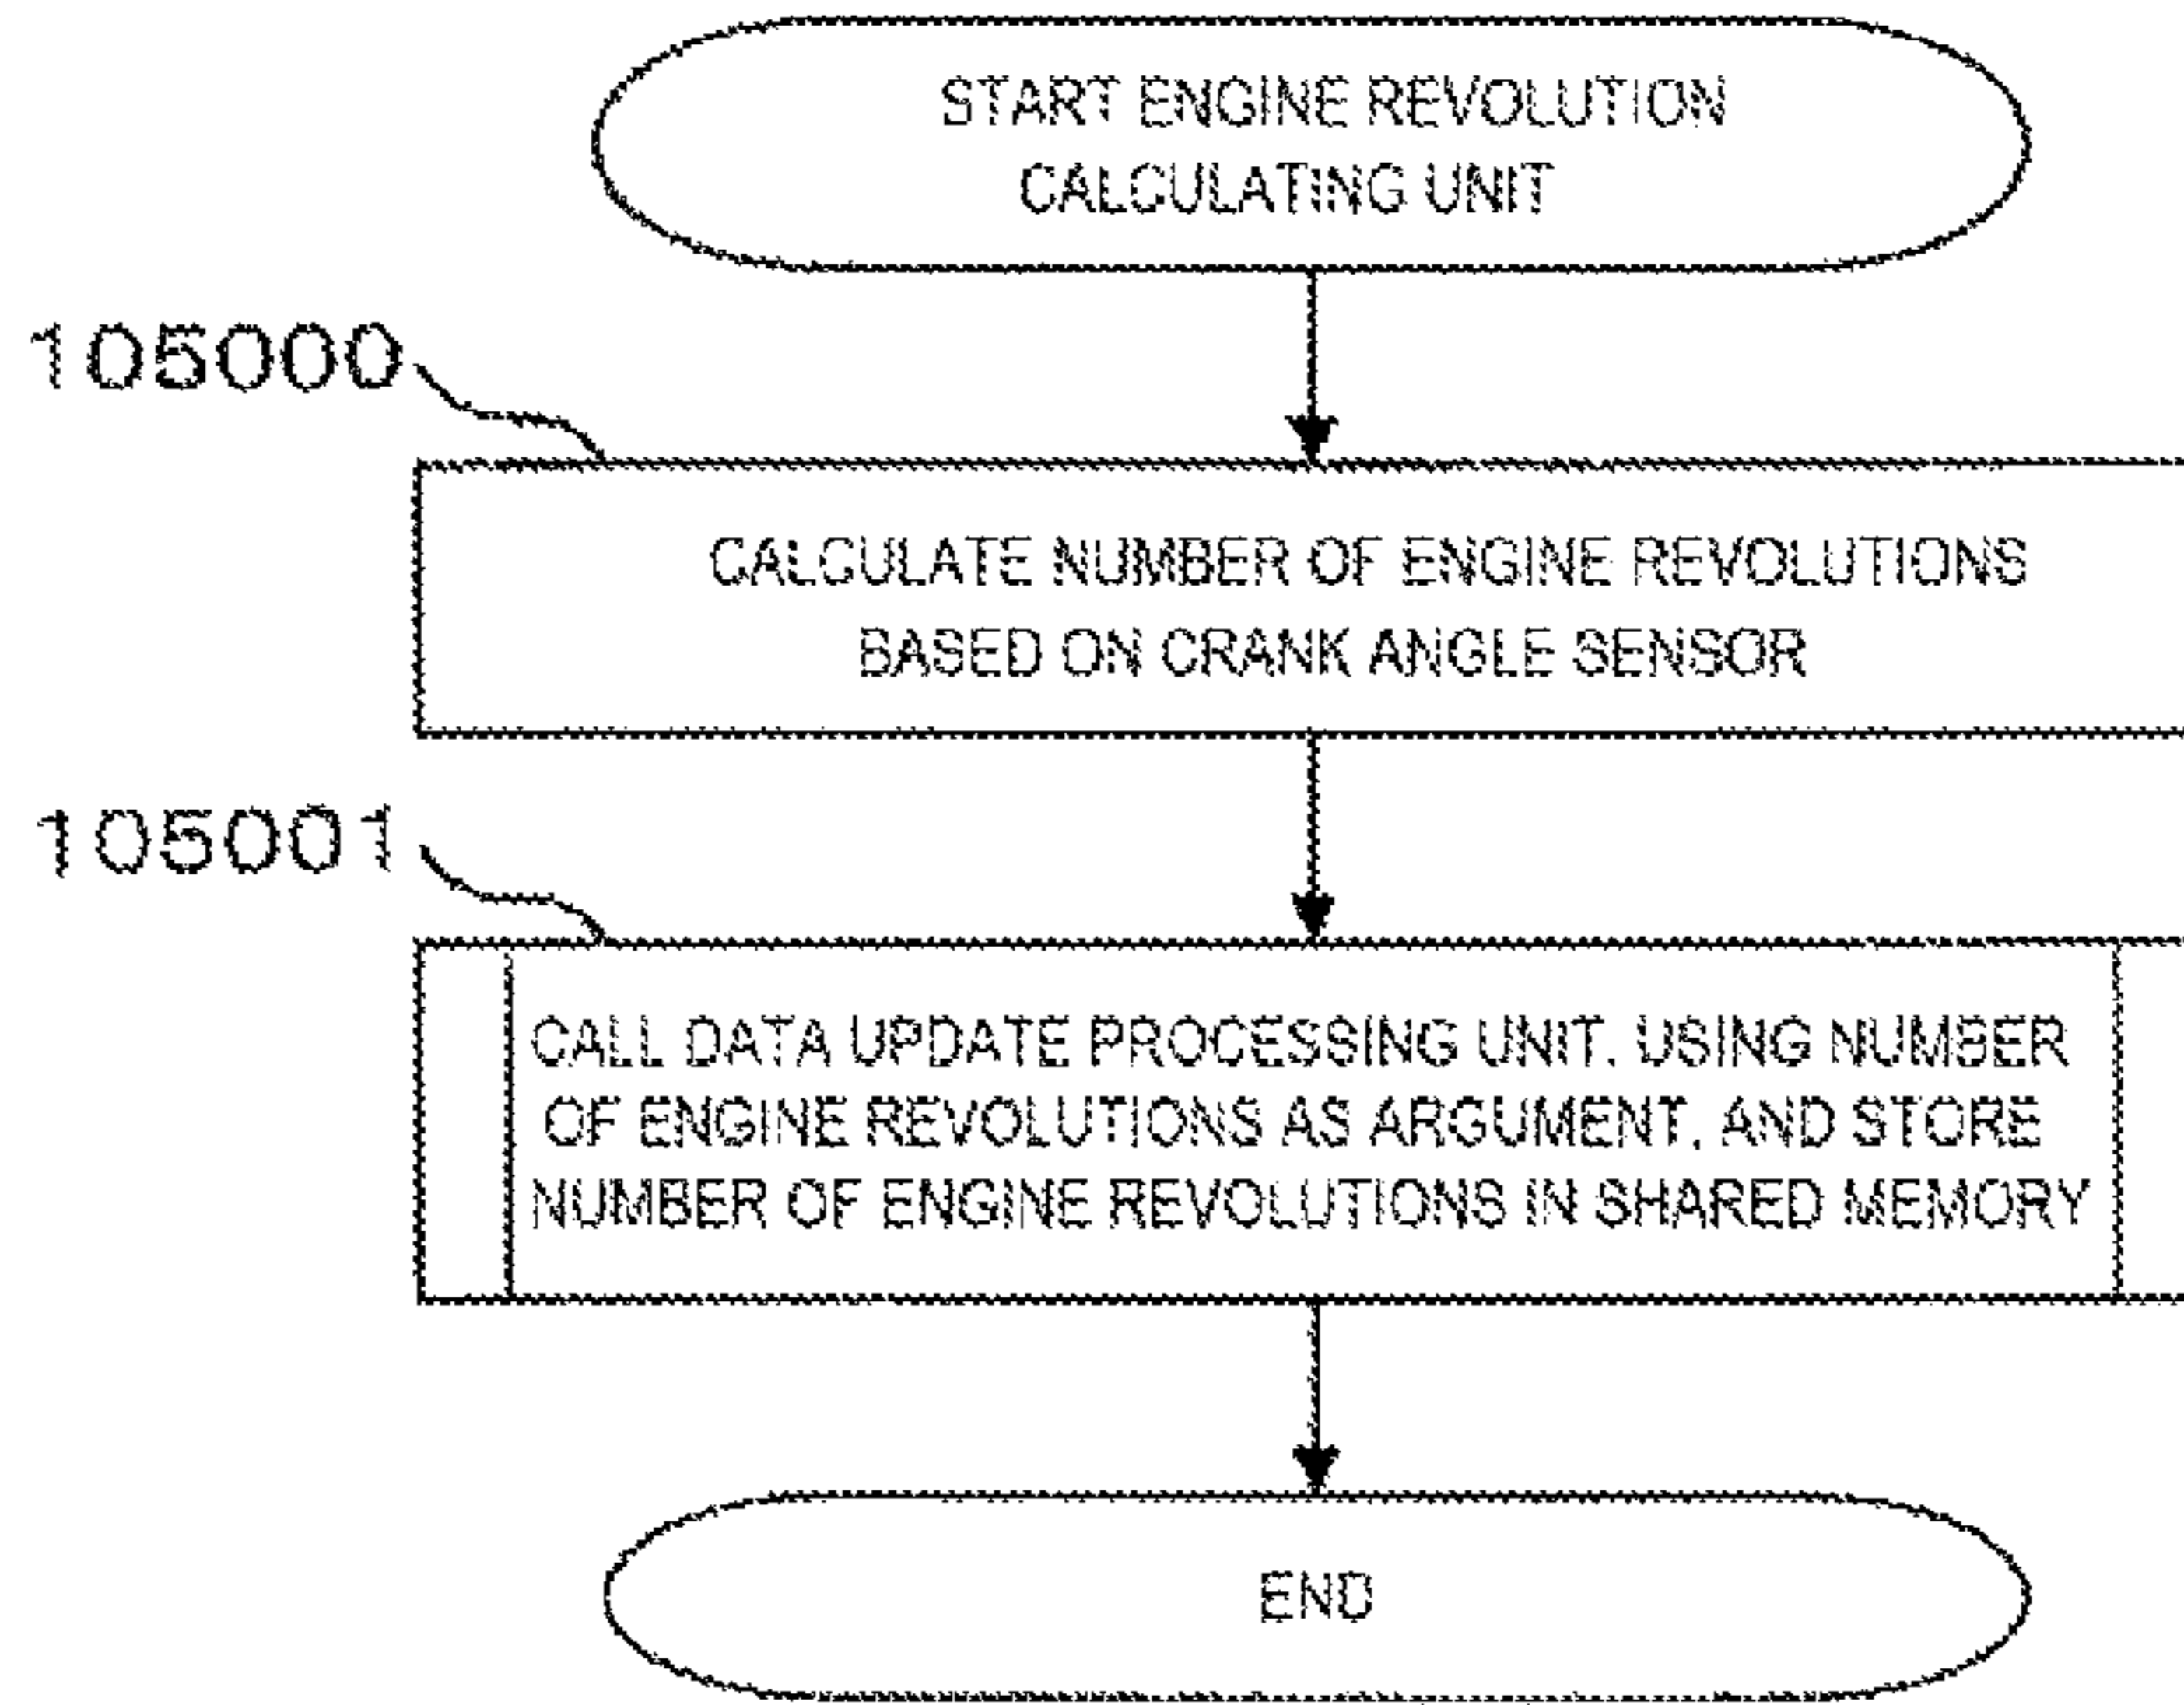 START ENGINE REVOLUTION
CALCULATING UNIT
105000
CALCULATE NUMBER OF ENGINE REVOLUTIONS
BASED ON CRANK ANGLE SENSOR
105001
CALL DATA UPDATE PROCESSING UNIT, USING NUMBER
OF ENGINE REVOLUTIONS AS ARGUMENT, AND STORE
NUMBER OF ENGINE REVOLUTIONS IN SHARED MEMORY
END